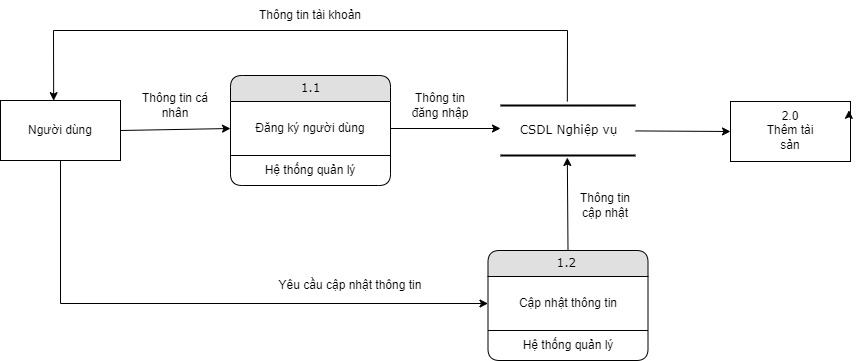 Thông tin tài khoản
1.1
Thông tin cá
nhân
Thông tin
đăng nhập
Người dùng
Đăng ký người dùng
CSDL Nghiệp vụ
2.0
Thêm tài
sản
Hệ thống quản lý
Thông tin
cập nhật
1.2
Yêu cầu cập nhật thông tin
Cập nhật thông tin
Hệ thống quản lý